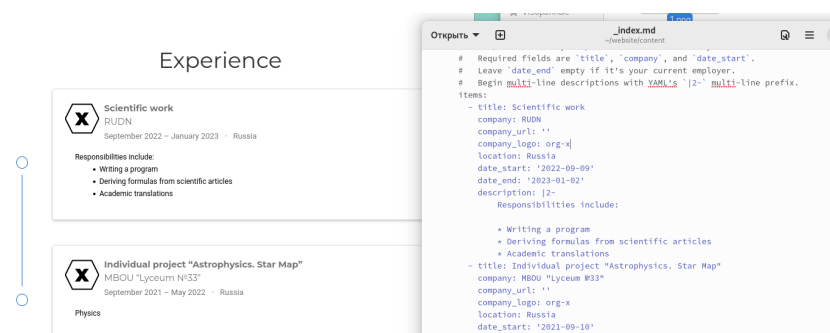 Experience
Scientific work
RUDN
September 2022 – January 2023 · Russia
Responsibilities include:
• Writing a program
• Deriving formulas from scientific articles
• Academic translations
Individual project “Astrophysics. Star Map”
MBOU “Lyceum №33”
September 2021 – May 2022 · Russia
Physics
1.png
Открыть
_index.md
~/website/content
# Required fields are `title`, `company`, and `date_start`.
# Leave `date_end` empty if it's your current employer.
# Begin multi-line descriptions with YAML's `|2-` multi-line prefix.
items:
- title: Scientific work
company: RUDN
company_url: ''
company_logo: org-x
location: Russia
date_start: '2022-09-09'
date_end: '2023-01-02'
description: |2-
Responsibilities include:
* Writing a program
* Deriving formulas from scientific articles
* Academic translations
- title: Individual project “Astrophysics. Star Map”
company: MBOU “Lyceum №33”
company_url: ''
company_logo: org-x
location: Russia
date_start: '2021-09-10'